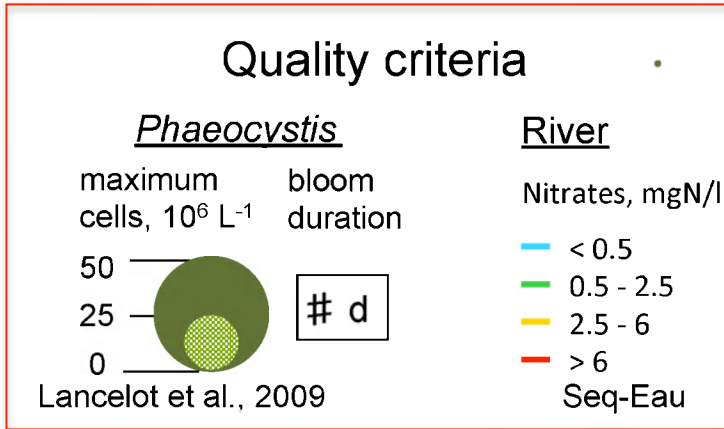 Quality criteria
Phaeocystis
maximum
cells, 10⁶ L⁻¹
bloom
duration
50
25
0
# d
Lancelot et al., 2009
River
Nitrates, mgN/l
< 0.5
0.5 - 2.5
2.5 - 6
> 6
Seq-Eau